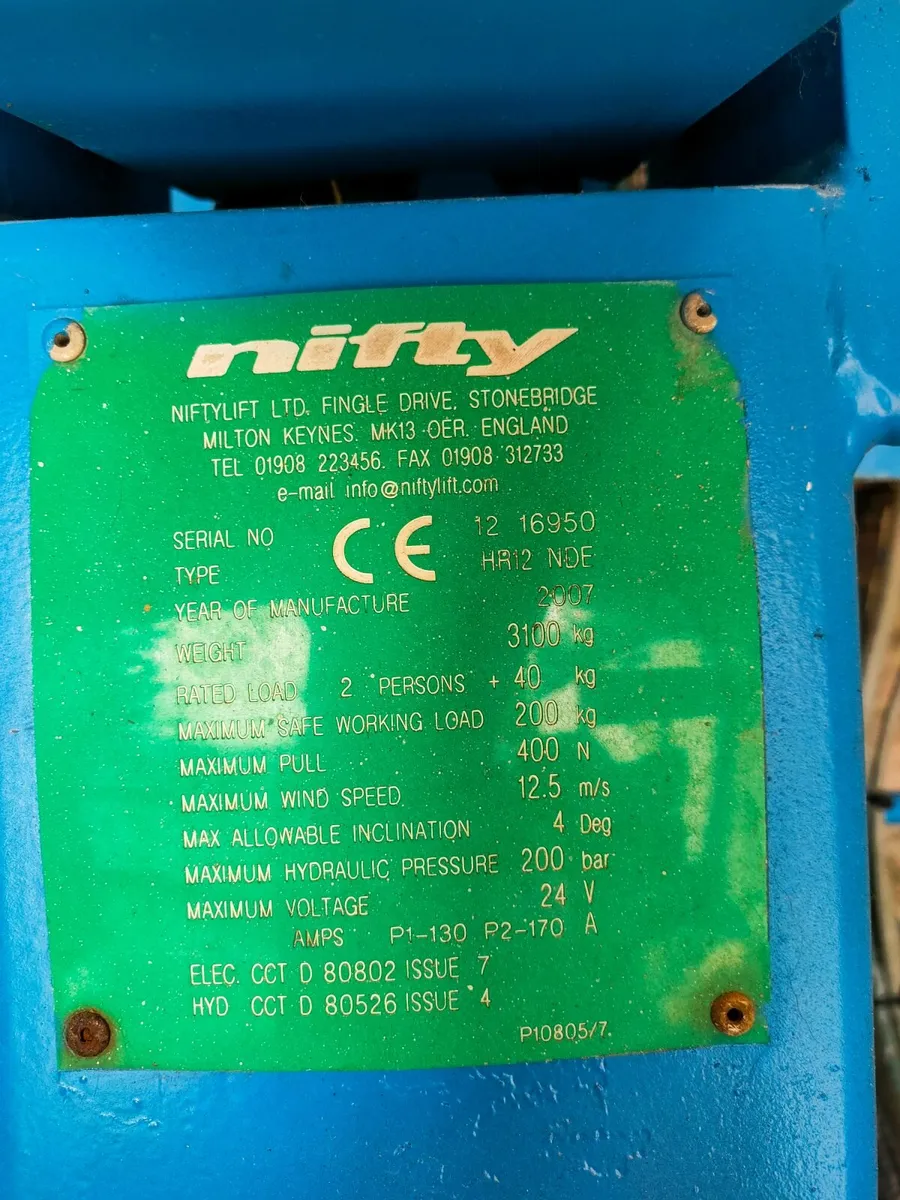 nifty
NIFTYLIFT LTD. FINGLE DRIVE. STONEBRIDGE
MILTON KEYNES. MK13 OER. ENGLAND
TEL 01908 223456. FAX 01908 312733
e-mail info@niftylift.com
SERIAL NO CE 12 16950
TYPE HR12 NDE
YEAR OF MANUFACTURE 2007
WEIGHT 3100 kg
RATED LOAD 2 PERSONS + 40 kg
MAXIMUM SAFE WORKING LOAD 200 kg
MAXIMUM PULL 400 N
MAXIMUM WIND SPEED 12.5 m/s
MAX ALLOWABLE INCLINATION 4 Deg
MAXIMUM HYDRAULIC PRESSURE 200 bar
MAXIMUM VOLTAGE 24 V
AMPS P1-130 P2-170 A
ELEC. CCT D 80802 ISSUE 7
HYD CCT D 80526 ISSUE 4
P10805/7